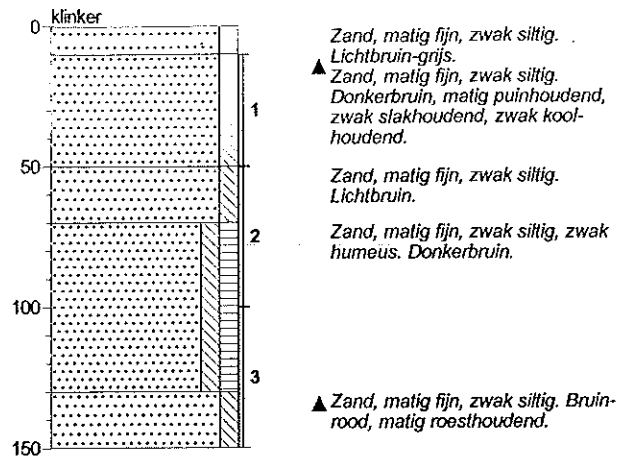 klinker
0
Zand, matig fijn, zwak siltig.
Lichtbruin-grijs.
Zand, matig fijn, zwak siltig.
Donkerbruin, matig puinhoudend,
zwak slakhoudend, zwak kool-
houdend.
1
50
Zand, matig fijn, zwak siltig.
Lichtbruin.
Zand, matig fijn, zwak siltig, zwak
humeus. Donkerbruin.
2
100
3
Zand, matig fijn, zwak siltig. Bruin-
rood, matig roesthoudend.
150